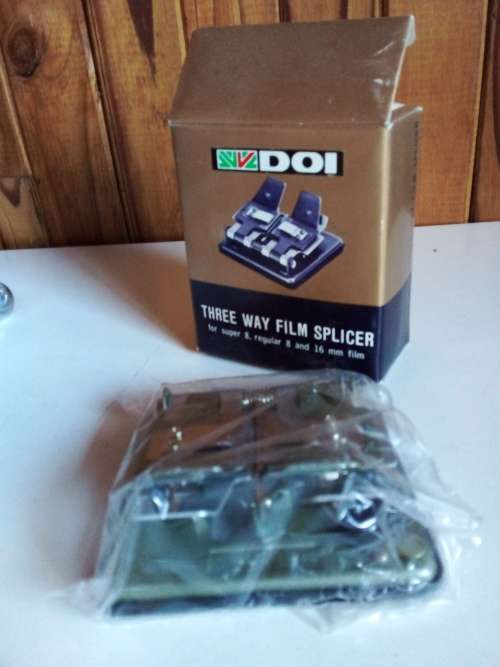 DOI
THREE WAY FILM SPLICER
for super 8, regular 8 and 16 mm film